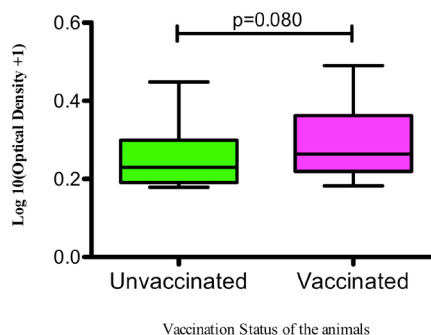 p=0.080
0.6
0.4
0.2
0.0
Log 10(Optical Density +1)
Unvaccinated Vaccinated
Vaccination Status of the animals